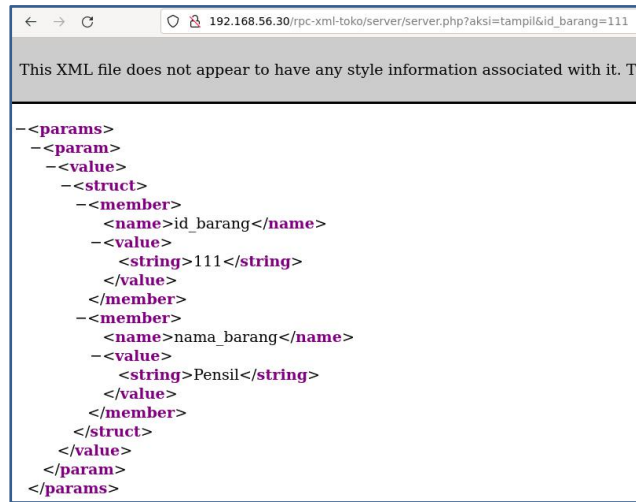 192.168.56.30/rpc-xml-toko/server/server.php?aksi=tampil&id_barang=111
This XML file does not appear to have any style information associated with it. T
−<params>
−<param>
−<value>
−<struct>
−<member>
<name>id_barang</name>
−<value>
<string>111</string>
</value>
</member>
−<member>
<name>nama_barang</name>
−<value>
<string>Pensil</string>
</value>
</member>
</struct>
</value>
</param>
</params>